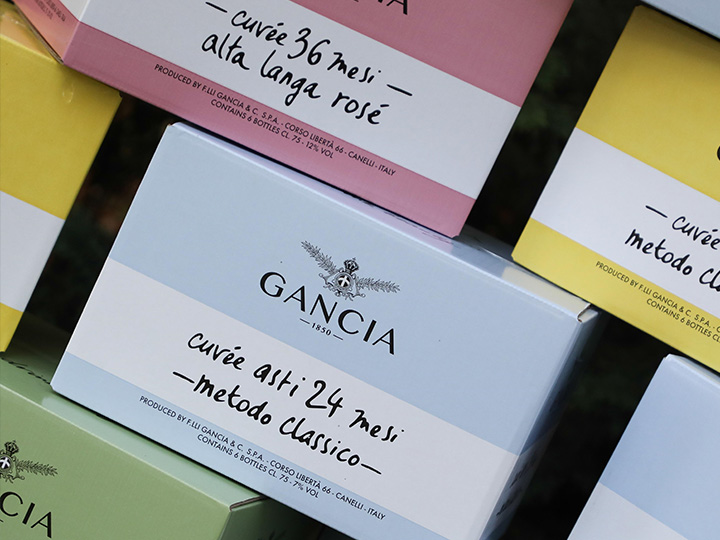 — cuvée 36 mesi —
alta langa rosé
PRODUCED BY F.LLI GANCIA & C. S.P.A. - CORSO LIBERTÀ 66 - CANELLI - ITALY
CONTAINS 6 BOTTLES CL. 75 - 12% VOL
GANCIA
— 1850 —
cuvée asti 24 mesi
— metodo classico —
PRODUCED BY F.LLI GANCIA & C. S.P.A. - CORSO LIBERTÀ 66 - CANELLI - ITALY
CONTAINS 6 BOTTLES CL. 75 - 7% VOL
— cuvée
metodo
PRODUCED BY F.LLI GANCIA & C. S.P.A.
CONTAINS 6 BOTTLES CL.
NCIA